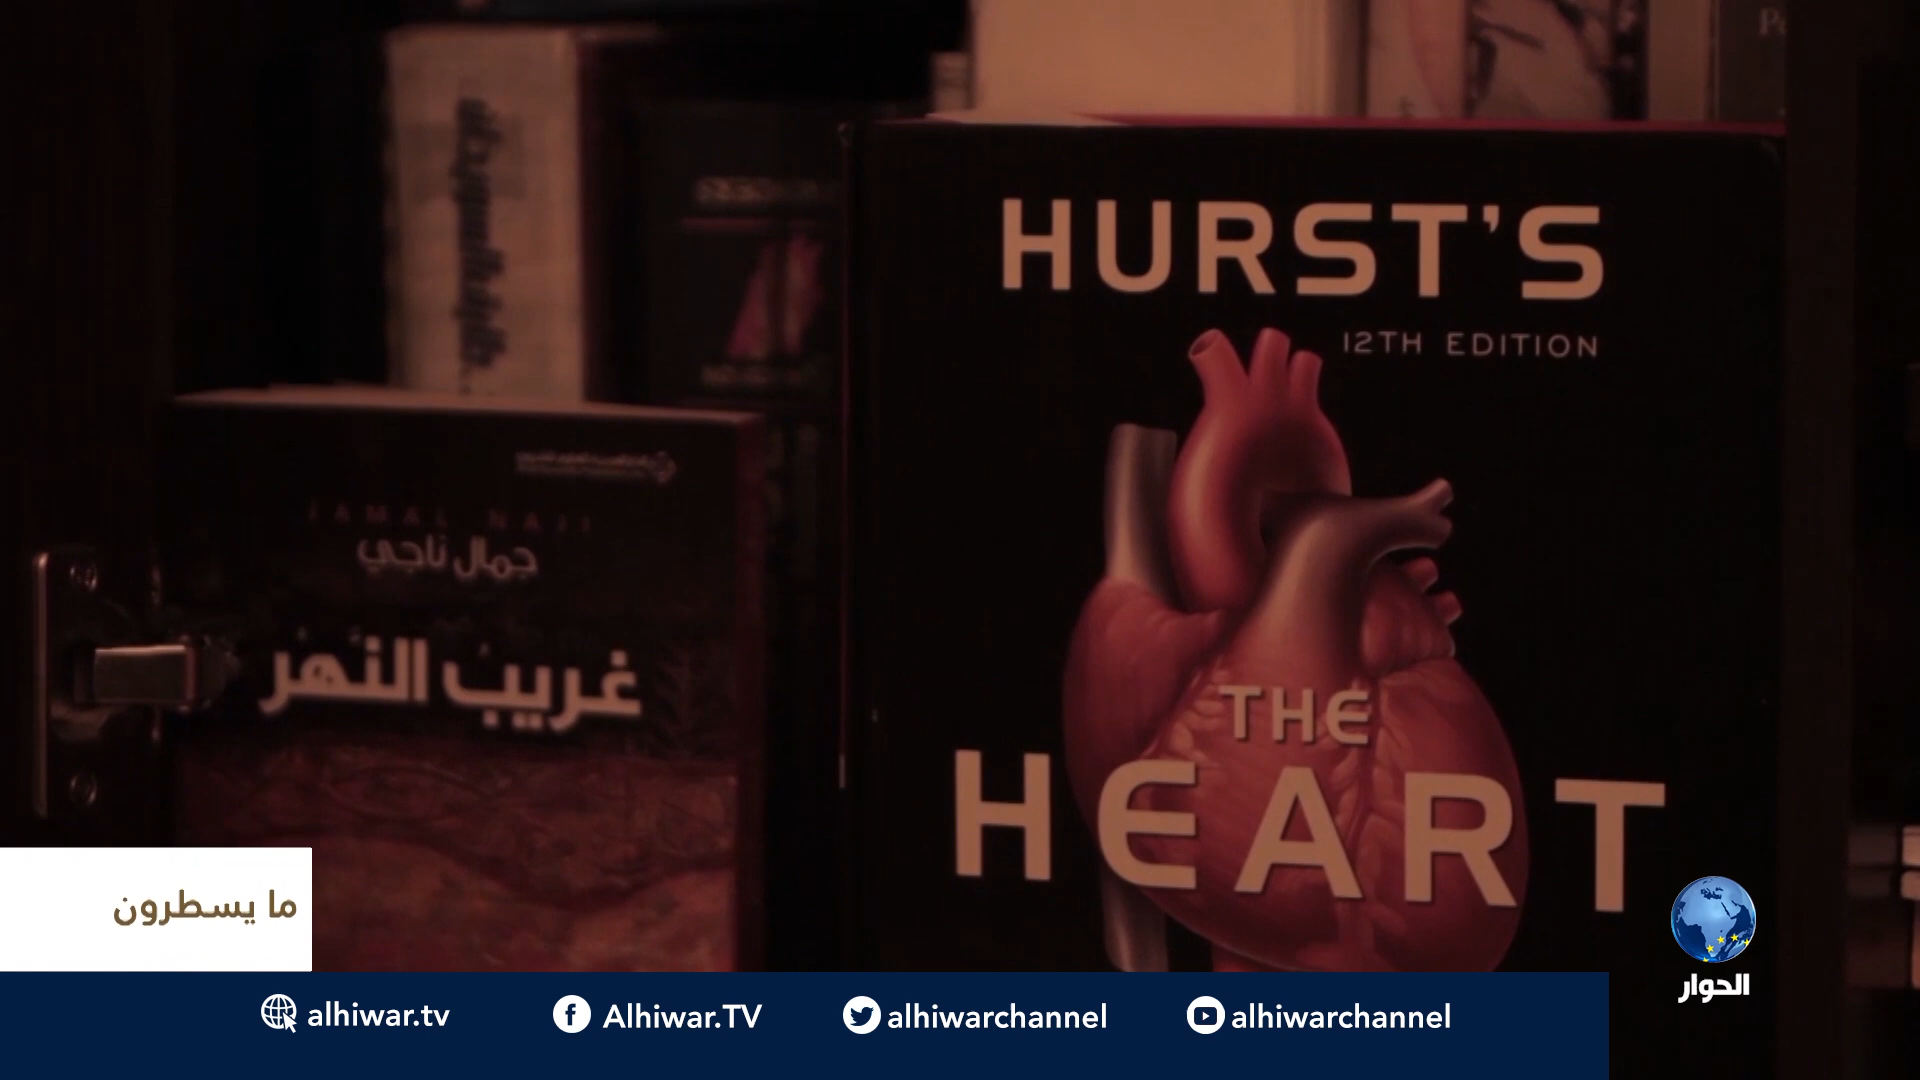 HURST'S
12TH EDITION
THE
HEART
JAMAL NAJI
جمال ناجي
غريب النهر
ما يسطرون
الحوار
alhiwar.tv
Alhiwar.TV
alhiwarchannel
alhiwarchannel